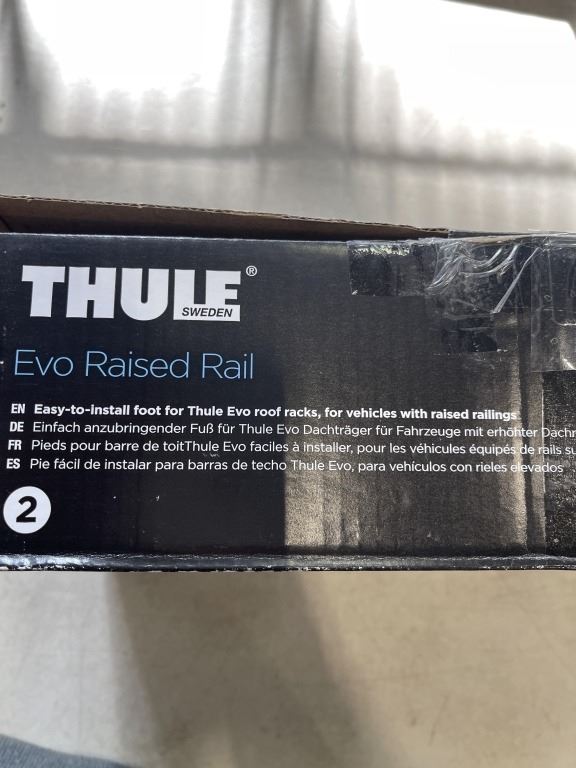 THULE®
SWEDEN
Evo Raised Rail
EN Easy-to-install foot for Thule Evo roof racks, for vehicles with raised railings
DE Einfach anzubringender Fuß für Thule Evo Dachträger für Fahrzeuge mit erhöhter
FR Pieds pour barre de toitThule Evo faciles à installer, pour les véhicules équipés de rails
ES Pie fácil de instalar para barras de techo Thule Evo, para vehículos con rieles elevados
2